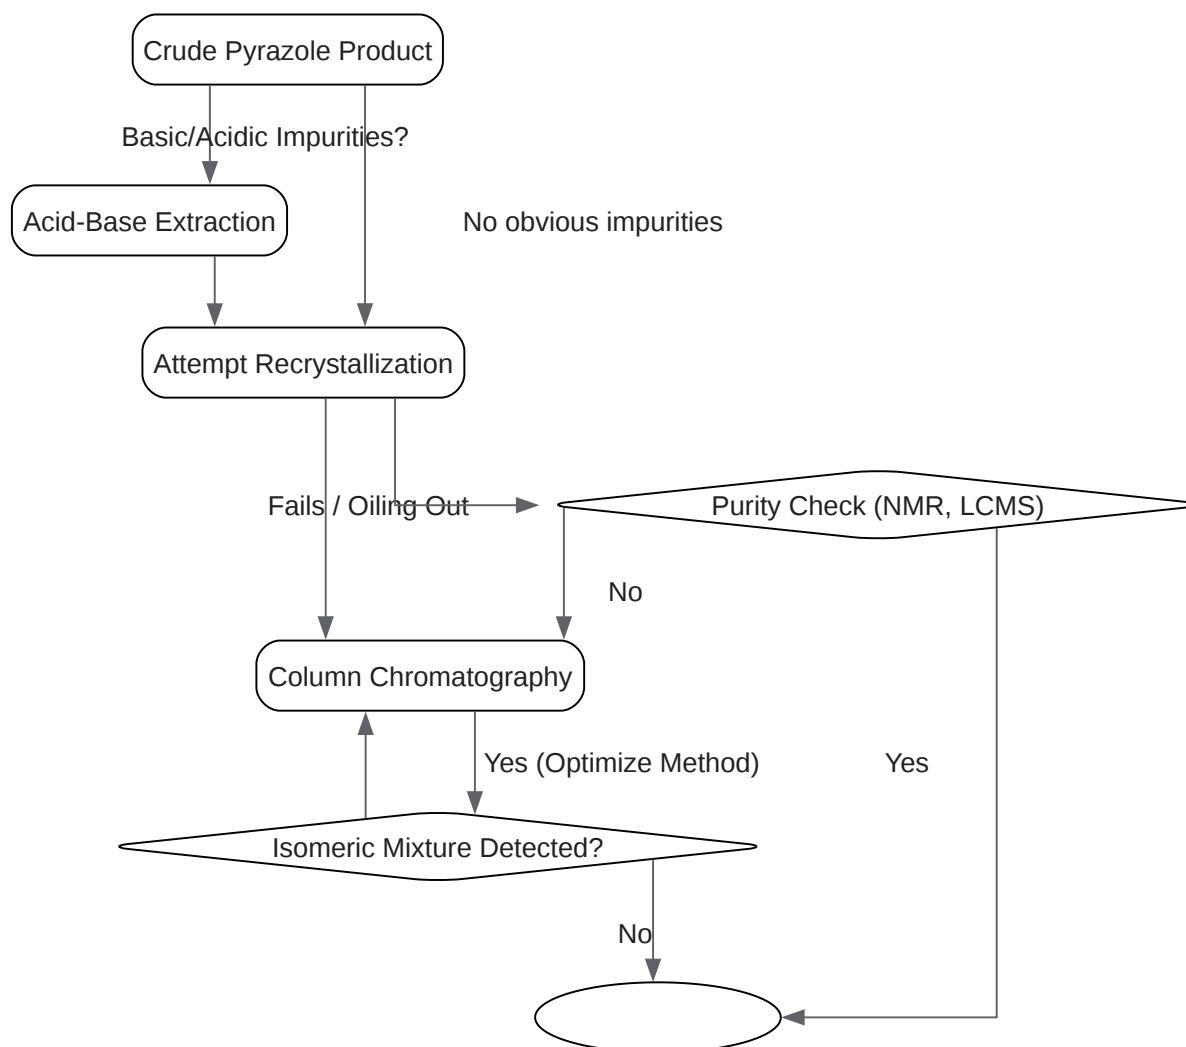 Crude Pyrazole Product
Basic/Acidic Impurities?
Acid-Base Extraction
No obvious impurities
Attempt Recrystallization
Fails / Oiling Out
Purity Check (NMR, LCMS)
No
Column Chromatography
Yes (Optimize Method)
Yes
Isomeric Mixture Detected?
No